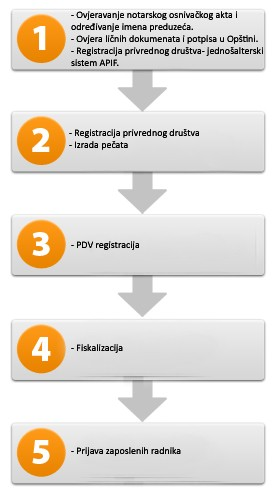 1
- Ovjeravanje notarskog osnivačkog akta i
određivanje imena preduzeća.
- Ovjera ličnih dokumenata i potpisa u Opštini.
- Registracija privrednog društva- jednošalterski
sistem APIF.
2
- Registracija privrednog društva
- Izrada pečata
3
- PDV registracija
4
- Fiskalizacija
5
- Prijava zaposlenih radnika